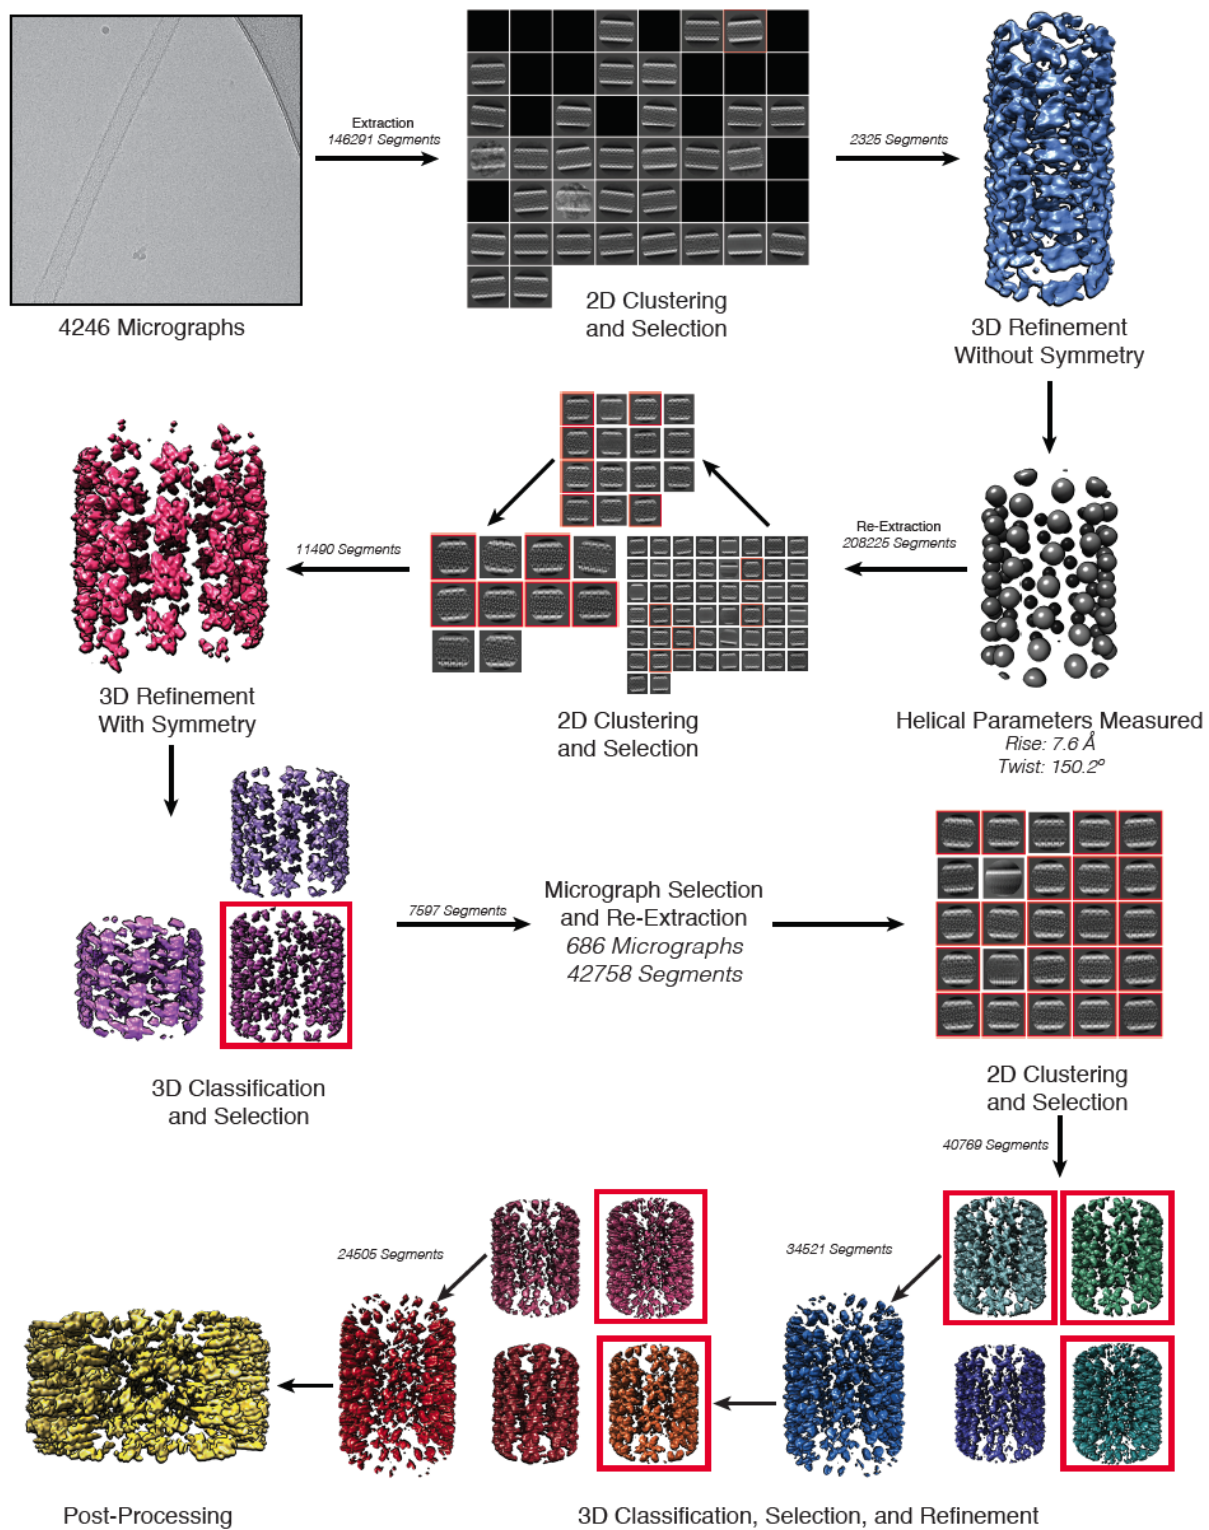 Extraction
146291 Segments
2325 Segments
4246 Micrographs
2D Clustering
and Selection
3D Refinement
Without Symmetry
Re-Extraction
208225 Segments
11490 Segments
3D Refinement
With Symmetry
2D Clustering
and Selection
Helical Parameters Measured
Rise: 7.6 Å
Twist: 150.2º
7597 Segments
Micrograph Selection
and Re-Extraction
686 Micrographs
42758 Segments
3D Classification
and Selection
2D Clustering
and Selection
40769 Segments
34521 Segments
24505 Segments
Post-Processing
3D Classification, Selection, and Refinement